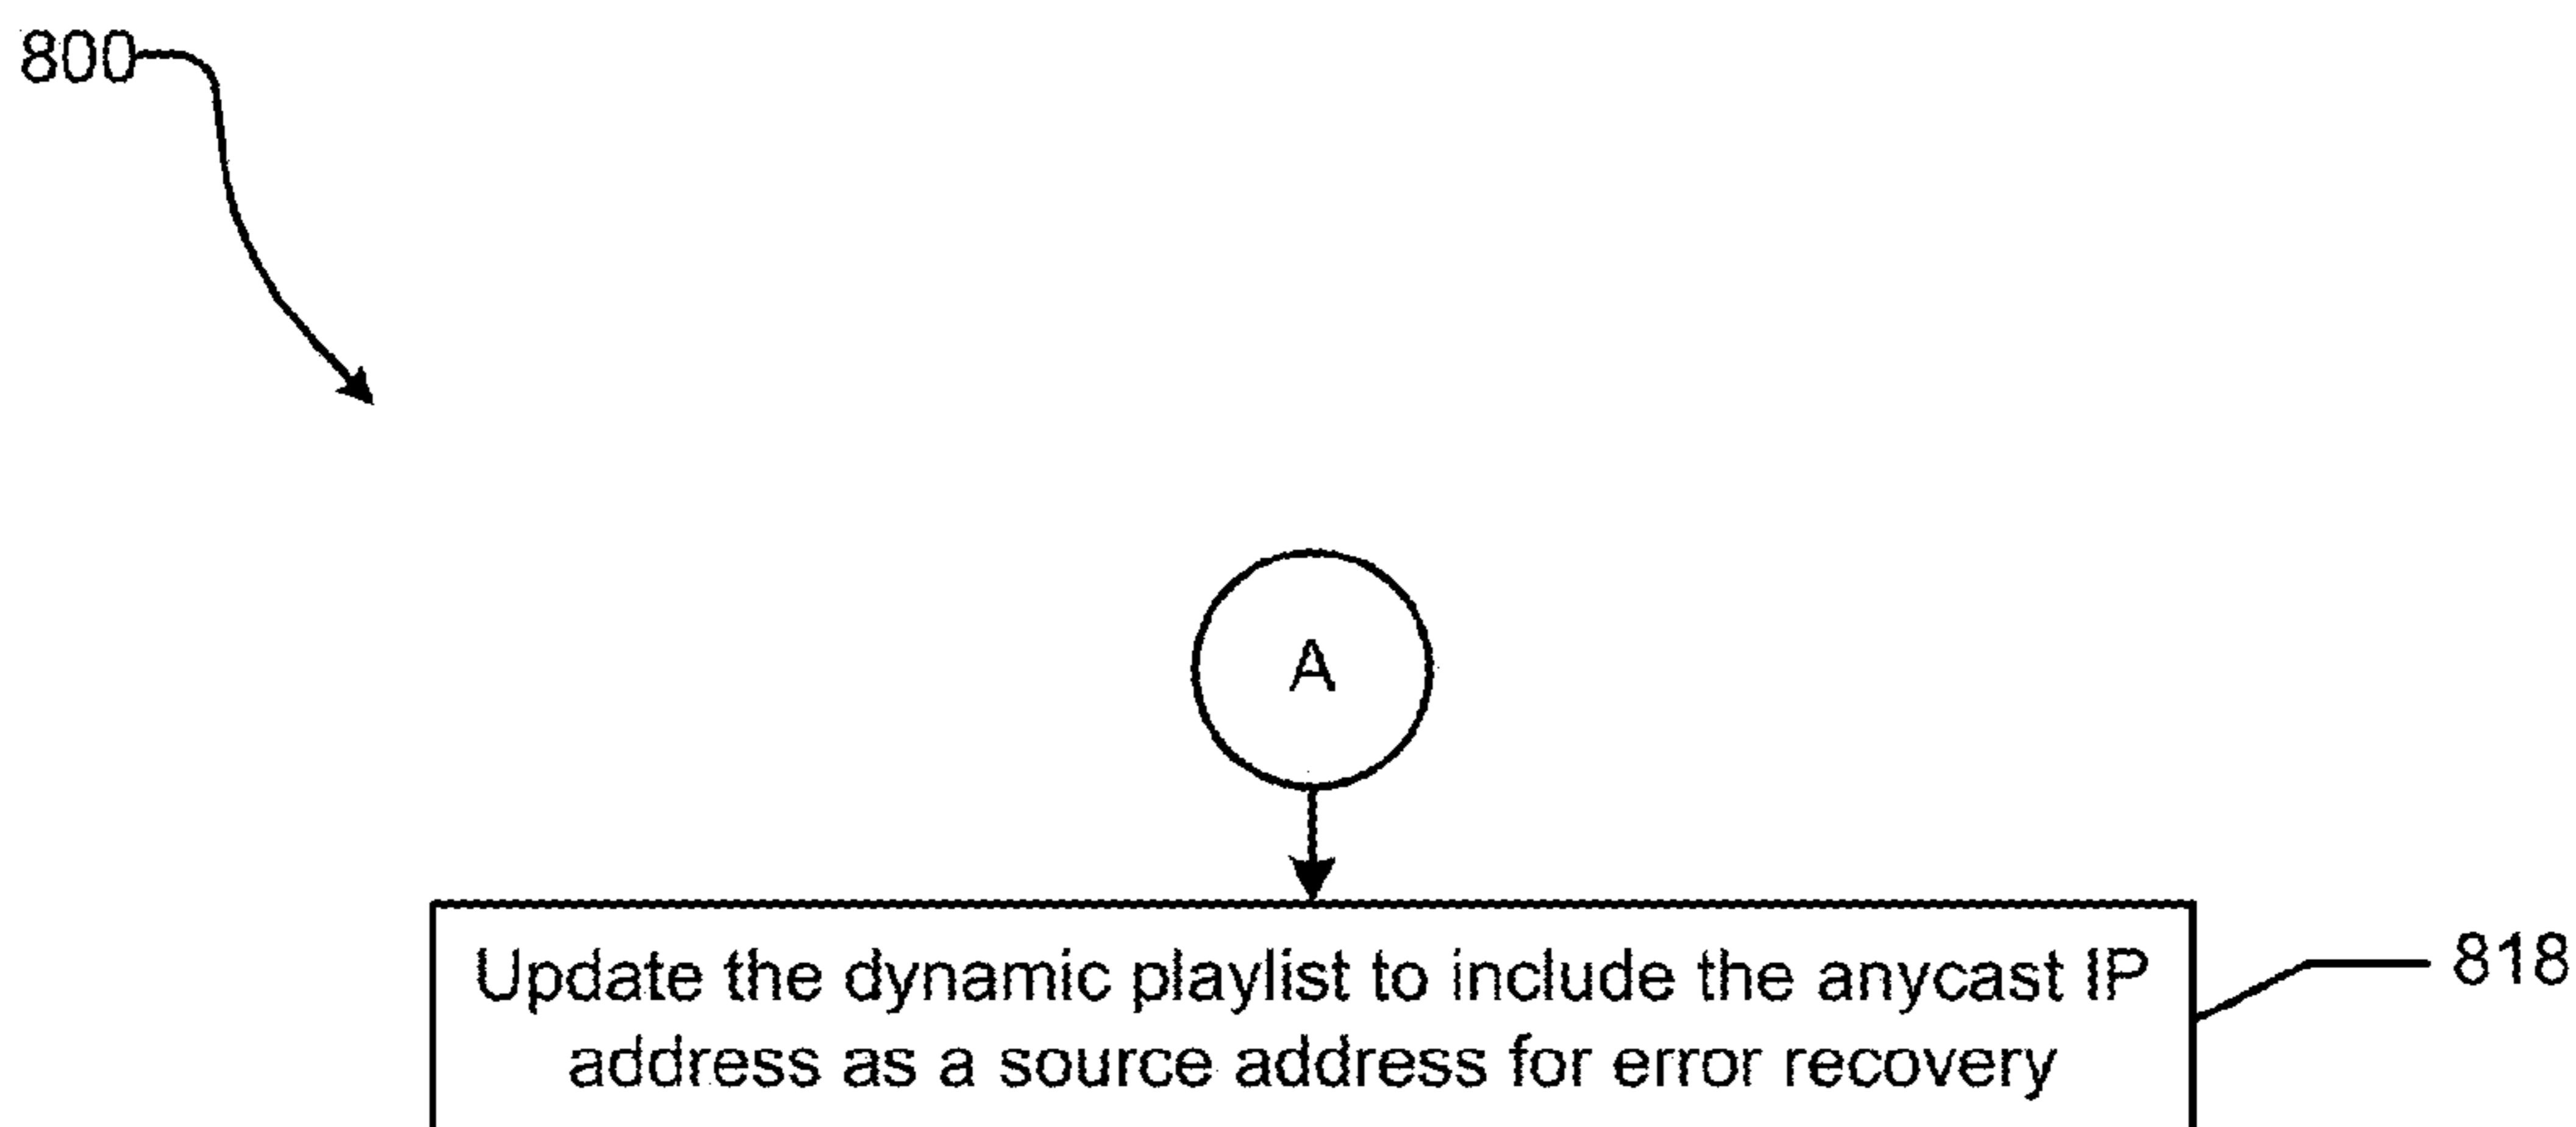 800
A
Update the dynamic playlist to include the anycast IP
address as a source address for error recovery
818